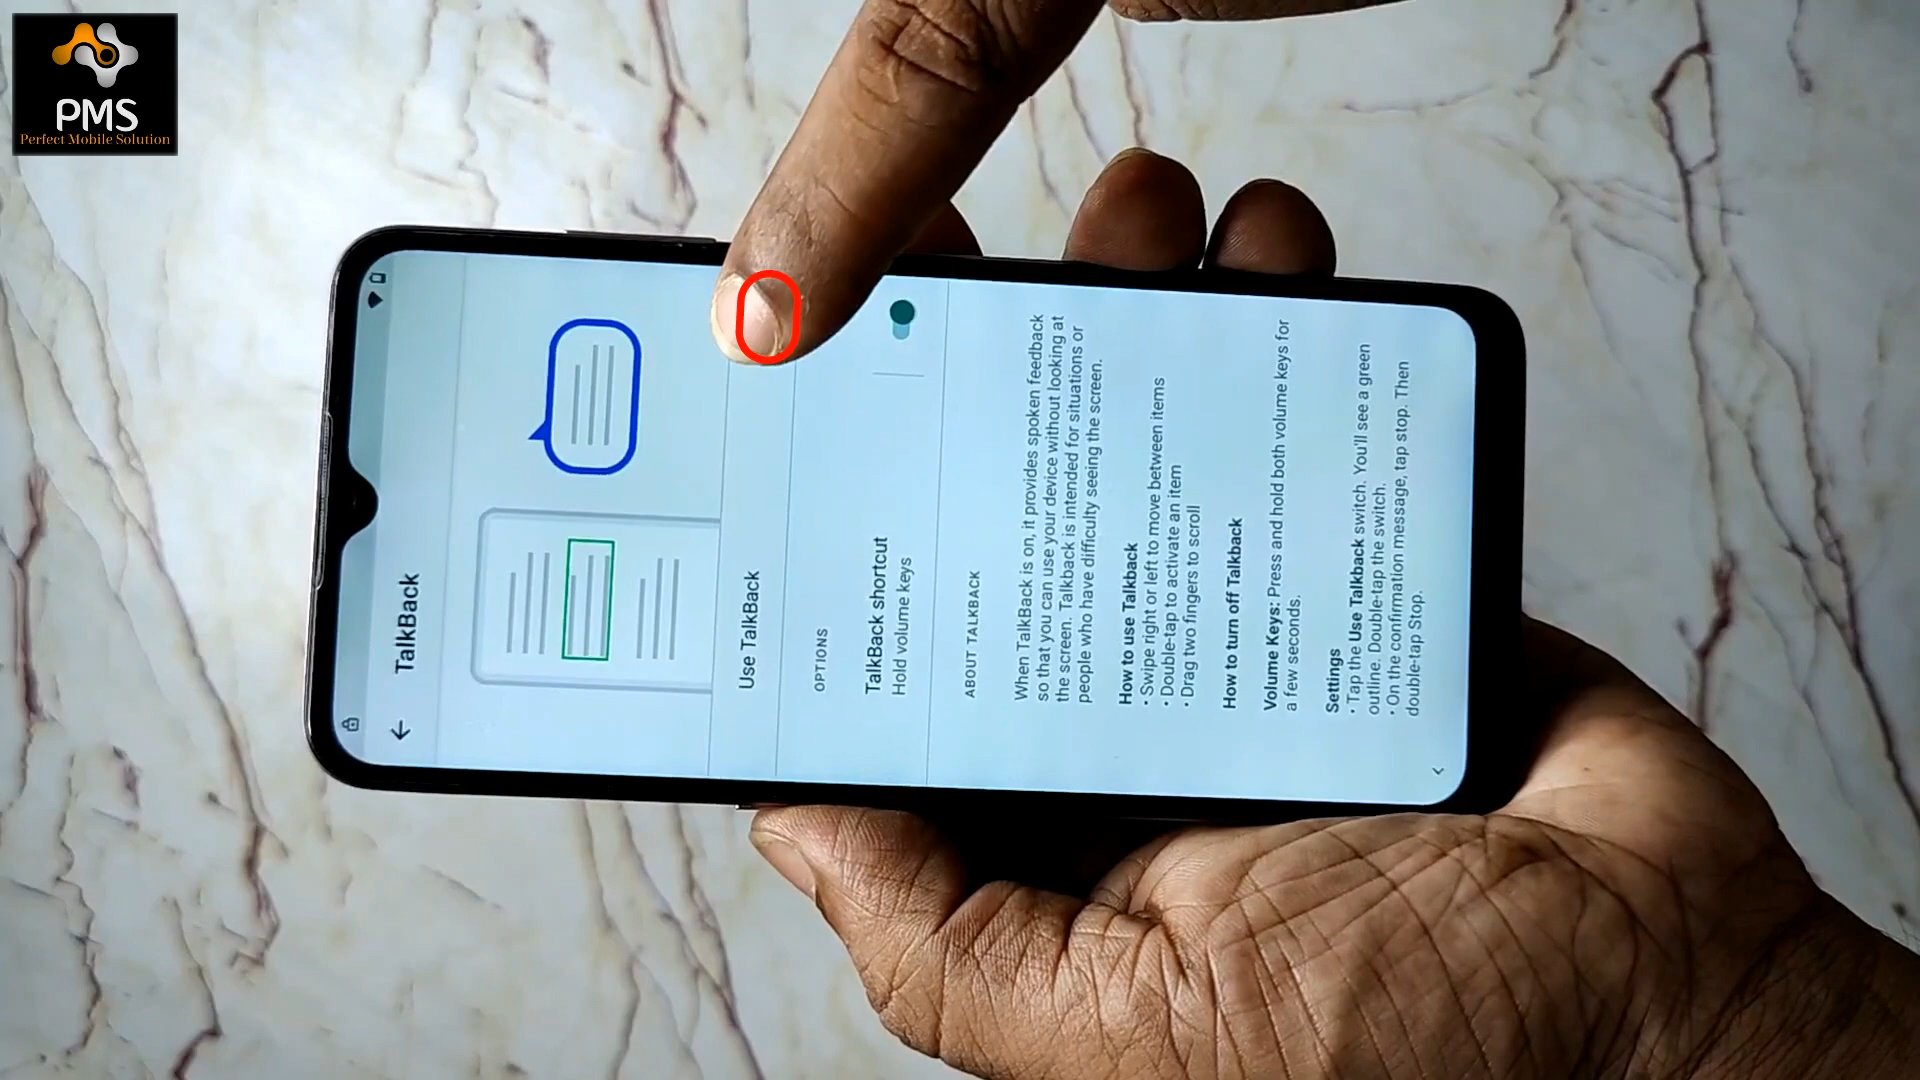 PMS
Perfect Mobile Solution
TalkBack
Use TalkBack
OPTIONS
TalkBack shortcut
Hold volume keys
ABOUT TALKBACK
When TalkBack is on, it provides spoken feedback
so that you can use your device without looking at
the screen. Talkback is intended for situations or
people who have difficulty seeing the screen.
How to use Talkback
• Swipe right or left to move between items
• Double-tap to activate an item
• Drag two fingers to scroll
How to turn off Talkback
Volume Keys: Press and hold both volume keys for
a few seconds.
Settings
• Tap the Use Talkback switch. You'll see a green
outline. Double-tap the switch.
• On the confirmation message, tap stop. Then
double-tap Stop.